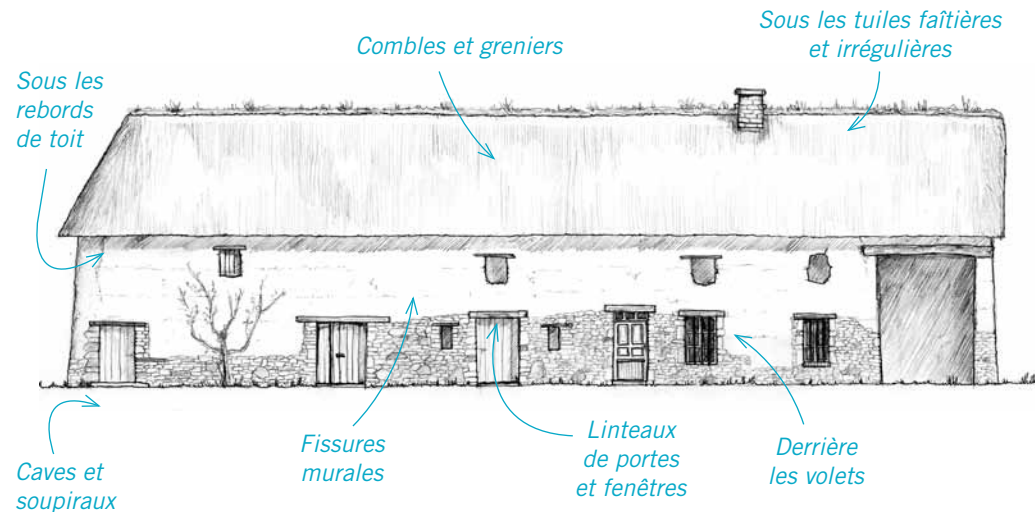 Sous les tuiles faîtières
et irrégulières
Combles et greniers
Sous les
rebords
de toit
Fissures
murales
Linteaux
de portes
et fenêtres
Derrière
les volets
Caves et
soupiraux